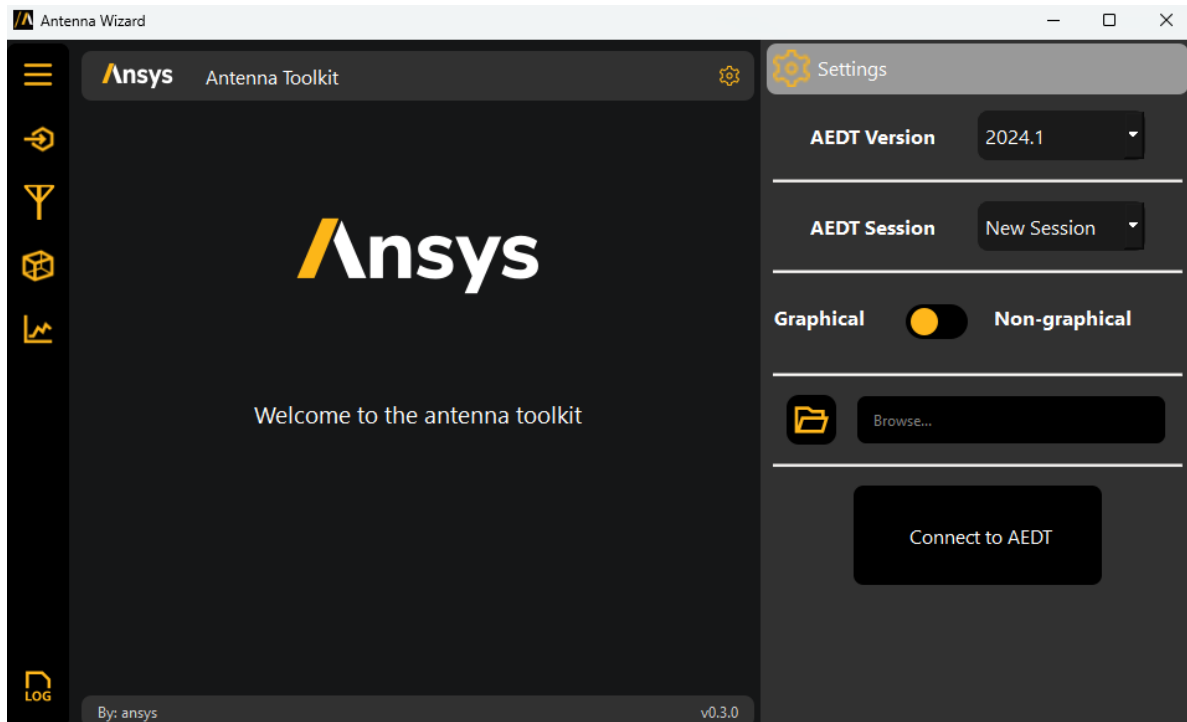 Antenna Wizard
Ansys Antenna Toolkit
Ansys
Welcome to the antenna toolkit
LOG
By: ansys v0.3.0
Settings
AEDT Version 2024.1
AEDT Session New Session
Graphical Non-graphical
Browse...
Connect to AEDT